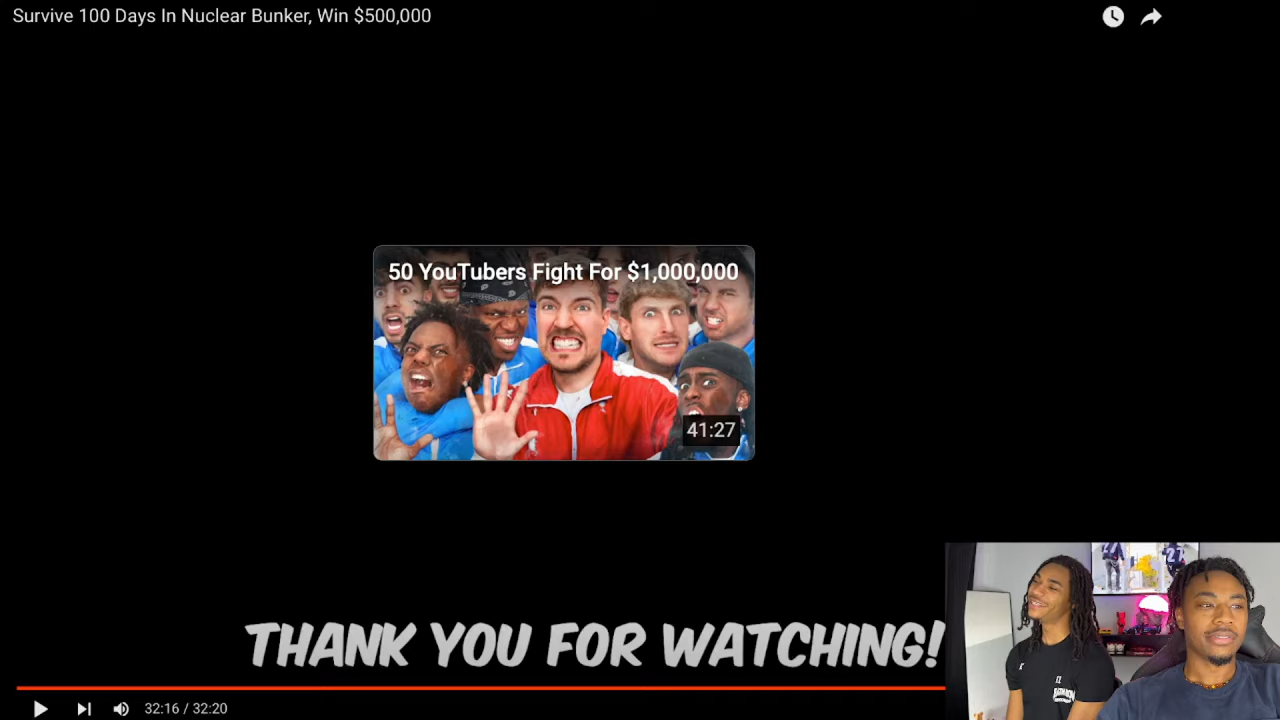 Survive 100 Days In Nuclear Bunker, Win $500,000
50 YouTubers Fight For $1,000,000
41:27
THANK YOU FOR WATCHING!
32:16 / 32:20